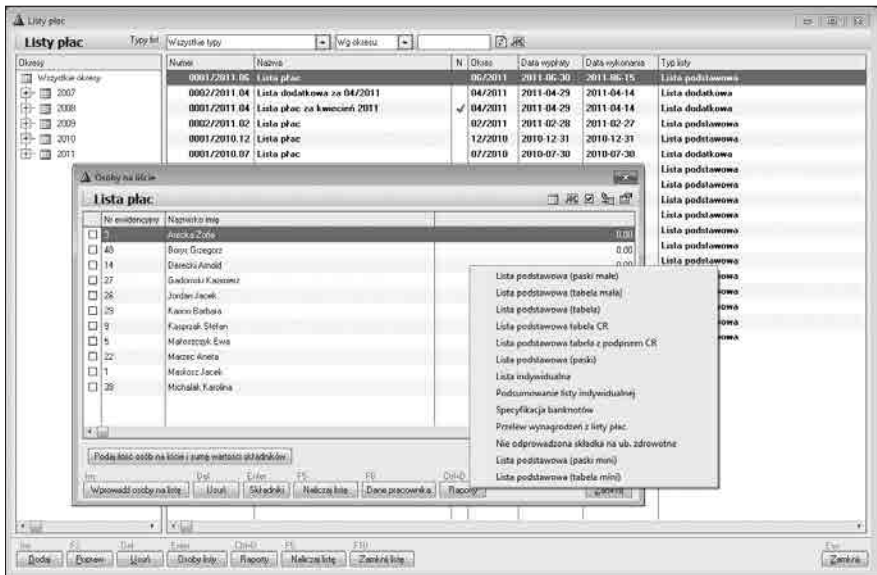 Listy płac
Listy płac Typy list Wszystkie typy Wg okresu
Okresy Numer Nazwa N Okres Data wypłaty Data wykonania Typ listy
Wszystkie okresy 0001/2011.06 Lista płac 06/2011 2011-06-30 2011-06-15 Lista podstawowa
2007 0002/2011.04 Lista dodatkowa za 04/2011 04/2011 2011-04-29 2011-04-14 Lista dodatkowa
2008 0001/2011.04 Lista płac za kwiecień 2011 04/2011 2011-04-29 2011-04-14 Lista dodatkowa
2009 0002/2011.02 Lista płac 02/2011 2011-02-28 2011-02-27 Lista podstawowa
2010 0001/2010.12 Lista płac 12/2010 2010-12-31 2010-12-31 Lista podstawowa
2011 0001/2010.07 Lista płac 07/2010 2010-07-30 2010-07-30 Lista dodatkowa
Lista podstawowa
Lista podstawowa
Lista podstawowa
Lista podstawowa
Lista podstawowa
Lista podstawowa
Lista podstawowa
Osoby na liście
Lista płac
Nr ewidencyjny Nazwisko imię
3 Anicka Zofia 0.00
48 Borys Grzegorz 0.00
14 Darecki Arnold 0.00
27 Gadomski Kazimierz
26 Jordan Jacek
29 Kanon Barbara
9 Kasprzak Stefan
5 Małoszczyk Ewa
22 Marzec Aneta
1 Maskosz Jacek
28 Michalak Karolina
Lista podstawowa (paski małe)
Lista podstawowa (tabela mała)
Lista podstawowa (tabela)
Lista podstawowa tabela CR
Lista podstawowa tabela z podpisem CR
Lista podstawowa (paski)
Lista indywidualna
Podsumowanie listy indywidualnej
Specyfikacja banknotów
Przelew wynagrodzeń z listy płac
Nie odprowadzona składka na ub. zdrowotne
Lista podstawowa (paski mini)
Lista podstawowa (tabela mini)
Podaj ilość osób na liście i sumę wartości składników
Ins Del Enter F5 F8 Ctrl+D
Wprowadź osoby na listę Usuń Składniki Naliczaj listę Dane pracownika Raporty Zamknij
Ins F2 Del Enter Ctrl+D F5 F10 Esc
Dodaj Popraw Usuń Osoby listy Raporty Naliczaj listę Zamknij listę Zamknij